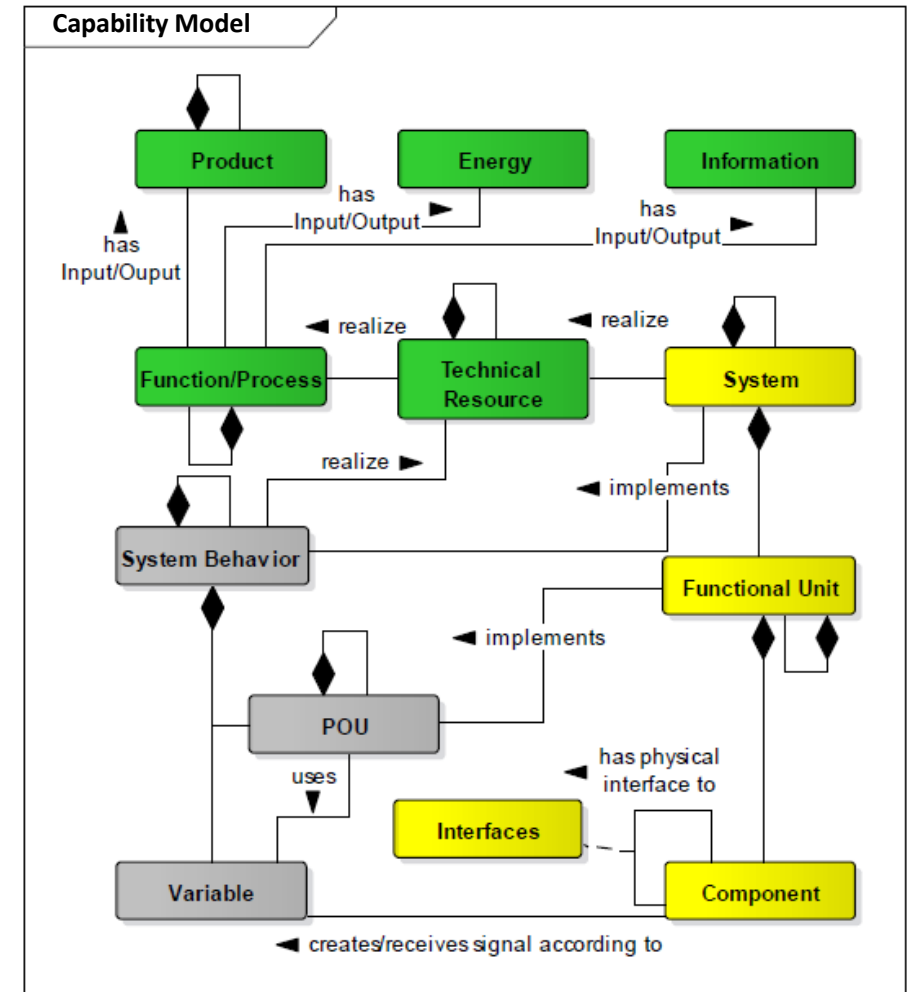 Capability Model
Product
Energy
Information
has
Input/Output
has
Input/Output
has
Input/Ouput
realize
realize
Function/Process
Technical
Resource
System
realize
implements
System Behavior
Functional Unit
implements
POU
uses
has physical
interface to
Interfaces
Variable
Component
creates/receives signal according to